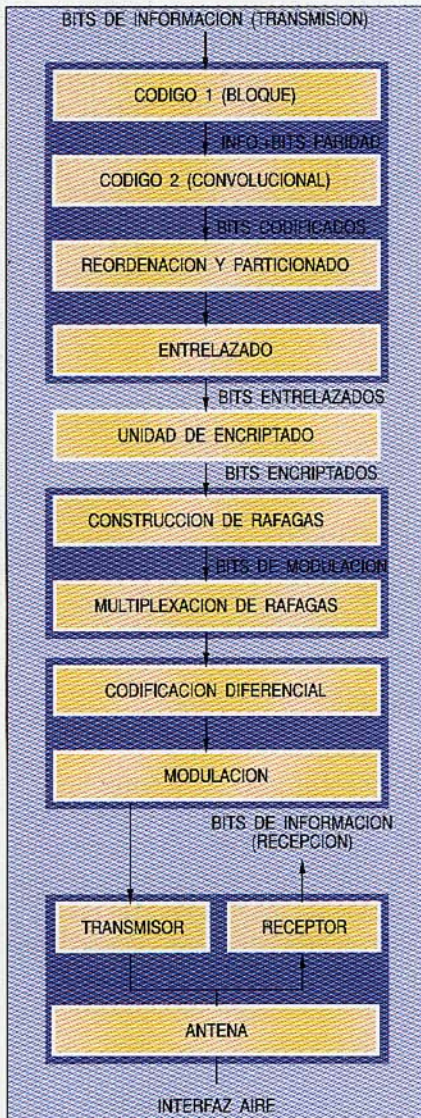 BITS DE INFORMACION (TRANSMISION)
CODIGO 1 (BLOQUE)
INFO+BITS PARIDAD
CODIGO 2 (CONVOLUCIONAL)
BITS CODIFICADOS
REORDENACION Y PARTICIONADO
ENTRELAZADO
BITS ENTRELAZADOS
UNIDAD DE ENCRIPTADO
BITS ENCRIPTADOS
CONSTRUCCION DE RAFAGAS
BITS DE MODULACION
MULTIPLEXACION DE RAFAGAS
CODIFICACION DIFERENCIAL
MODULACION
BITS DE INFORMACION
(RECEPCION)
TRANSMISOR
RECEPTOR
ANTENA
INTERFAZ AIRE